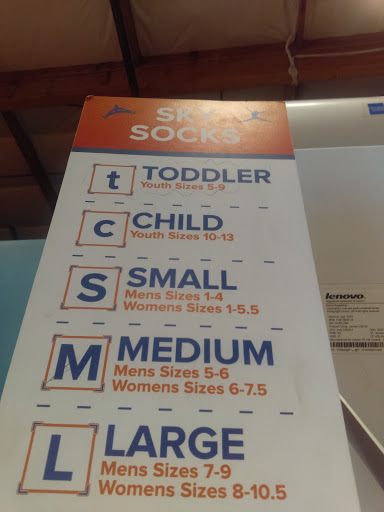 SKY
SOCKS
t TODDLER
Youth Sizes 5-9
c CHILD
Youth Sizes 10-13
S SMALL
Mens Sizes 1-4
Womens Sizes 1-5.5
M MEDIUM
Mens Sizes 5-6
Womens Sizes 6-7.5
L LARGE
Mens Sizes 7-9
Womens Sizes 8-10.5
lenovo